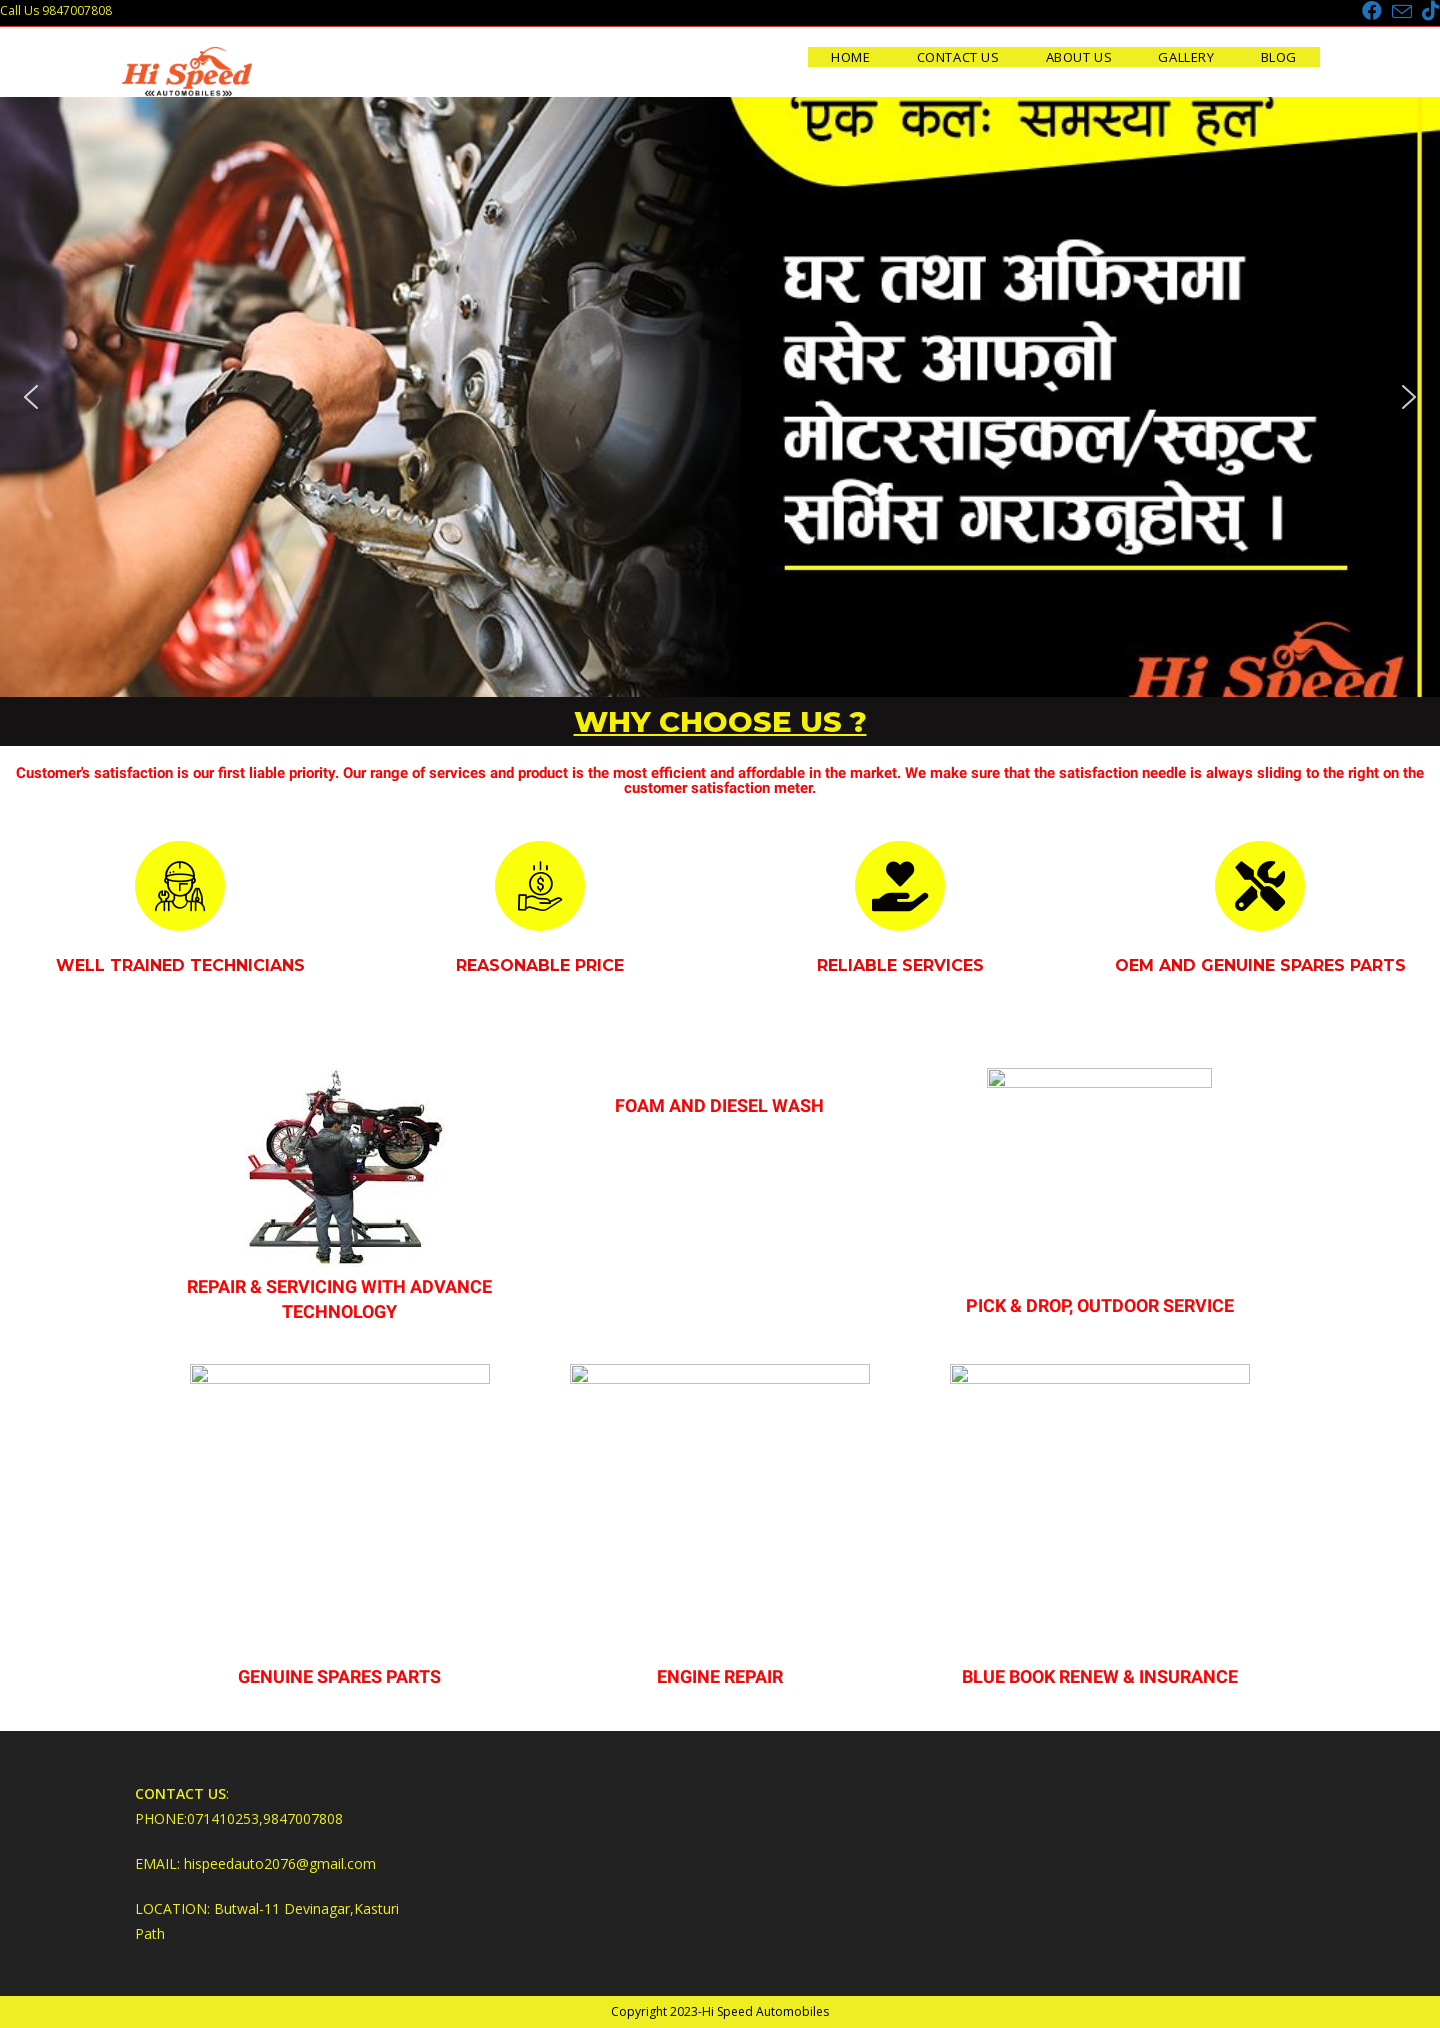 Call Us 9847007808
Hi Speed
AUTOMOBILES
HOME CONTACT US ABOUT US GALLERY BLOG
‘एक कलः समस्या हल’
घर तथा अफिसमा
बसेर आफ्नो
मोटरसाइकल/स्कुटर
सर्भिस गराउनुहोस् ।
Hi Speed
WHY CHOOSE US ?
Customer's satisfaction is our first liable priority. Our range of services and product is the most efficient and affordable in the market. We make sure that the satisfaction needle is always sliding to the right on the
customer satisfaction meter.
WELL TRAINED TECHNICIANS
REASONABLE PRICE
RELIABLE SERVICES
OEM AND GENUINE SPARES PARTS
REPAIR & SERVICING WITH ADVANCE
TECHNOLOGY
FOAM AND DIESEL WASH
PICK & DROP, OUTDOOR SERVICE
GENUINE SPARES PARTS
ENGINE REPAIR
BLUE BOOK RENEW & INSURANCE
CONTACT US:
PHONE:071410253,9847007808
EMAIL: hispeedauto2076@gmail.com
LOCATION: Butwal-11 Devinagar,Kasturi
Path
Copyright 2023-Hi Speed Automobiles